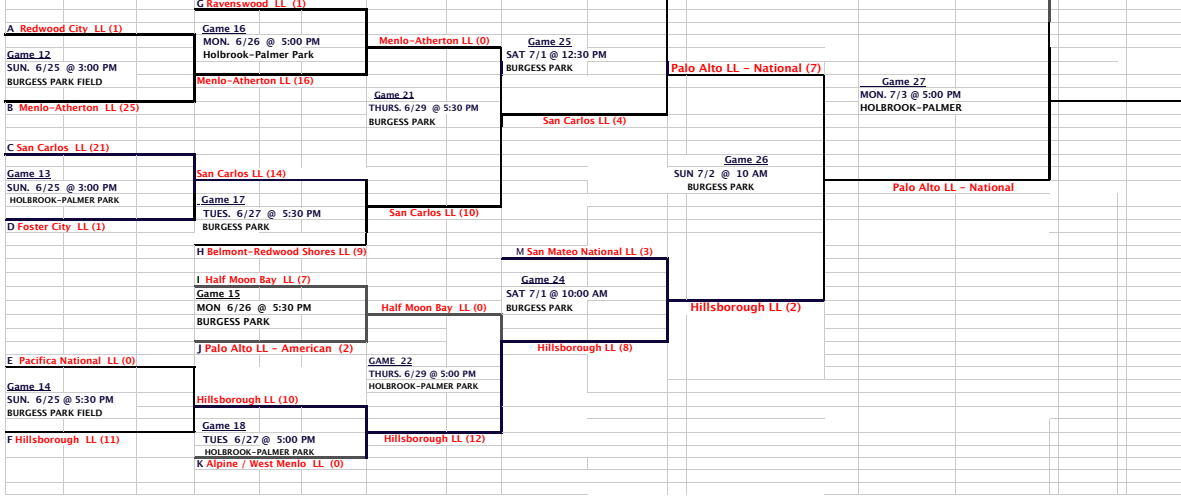 G Ravenswood LL (1)
A Redwood City LL (1)
Game 16
MON. 6/26 @ 5:00 PM
Holbrook-Palmer Park
Menlo-Atherton LL (0)
Game 25
SAT 7/1 @ 12:30 PM
BURGESS PARK
Game 12
SUN. 6/25 @ 3:00 PM
BURGESS PARK FIELD
Menlo-Atherton LL (16)
Palo Alto LL - National (7)
Game 27
MON. 7/3 @ 5:00 PM
HOLBROOK-PALMER
B Menlo-Atherton LL (25)
Game 21
THURS. 6/29 @ 5:30 PM
BURGESS PARK
San Carlos LL (4)
C San Carlos LL (21)
Game 13
SUN. 6/25 @ 3:00 PM
HOLBROOK-PALMER PARK
San Carlos LL (14)
Game 26
SUN 7/2 @ 10 AM
BURGESS PARK
Palo Alto LL - National
Game 17
TUES. 6/27 @ 5:30 PM
BURGESS PARK
San Carlos LL (10)
D Foster City LL (1)
H Belmont-Redwood Shores LL (9)
M San Mateo National LL (3)
I Half Moon Bay LL (7)
Game 15
MON 6/26 @ 5:30 PM
BURGESS PARK
Game 24
SAT 7/1 @ 10:00 AM
BURGESS PARK
Half Moon Bay LL (0)
Hillsborough LL (2)
J Palo Alto LL - American (2)
Hillsborough LL (8)
E Pacifica National LL (0)
GAME 22
THURS. 6/29 @ 5:00 PM
HOLBROOK-PALMER PARK
Game 14
SUN. 6/25 @ 5:30 PM
BURGESS PARK FIELD
Hillsborough LL (10)
Game 18
TUES 6/27 @ 5:00 PM
HOLBROOK-PALMER PARK
F Hillsborough LL (11)
Hillsborough LL (12)
K Alpine / West Menlo LL (0)